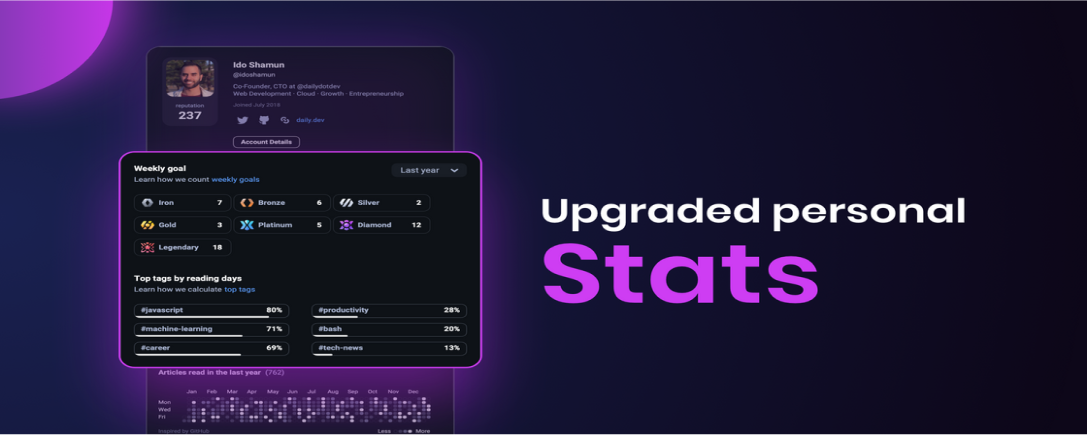 Ido Shamun
@idoshamun
Co-Founder, CTO at @dailydotdev
Web Development · Cloud · Growth · Entrepreneurship
Joined July 2018
reputation
237
daily.dev
Account Details
Weekly goal
Last year
Learn how we count weekly goals
Iron 7 Bronze 6 Silver 2
Gold 3 Platinum 5 Diamond 12
Legendary 18
Top tags by reading days
Learn how we calculate top tags
#javascript 80% #productivity 28%
#machine-learning 71% #bash 20%
#career 69% #tech-news 13%
Articles read in the last year (762)
Jan Feb Mar Apr May Jun Jul Aug Sep Oct Nov Dec
Mon
Wed
Fri
Inspired by GitHub Less More
Upgraded personal
Stats